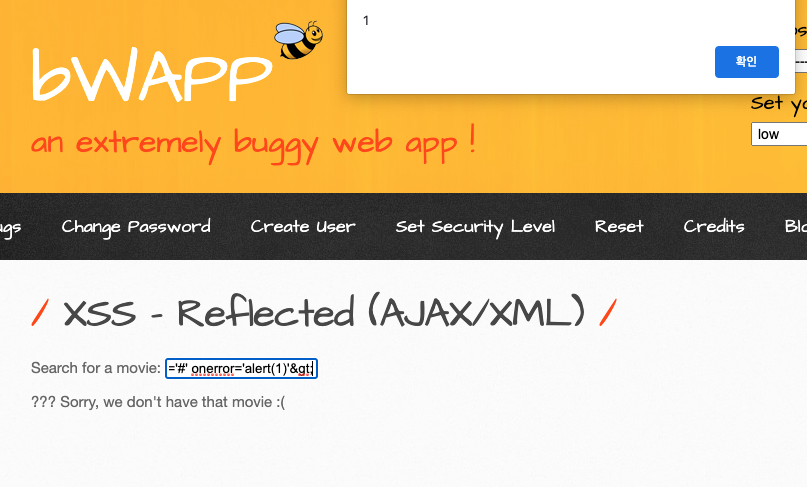 1
확인
bWAPP
an extremely buggy web app !
Set yo
low
ugs Change Password Create User Set Security Level Reset Credits Blo
/ XSS - Reflected (AJAX/XML) /
Search for a movie: ='#' onerror='alert(1)'&gt;
??? Sorry, we don't have that movie :(